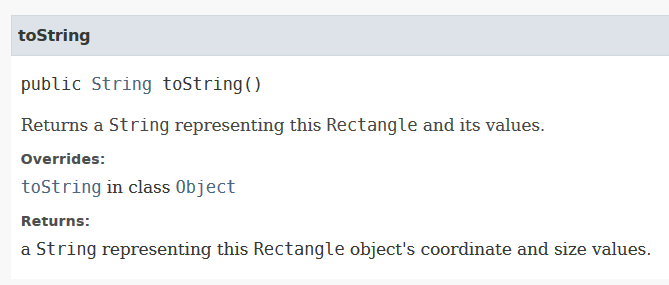 toString
public String toString()
Returns a String representing this Rectangle and its values.
Overrides:
toString in class Object
Returns:
a String representing this Rectangle object's coordinate and size values.